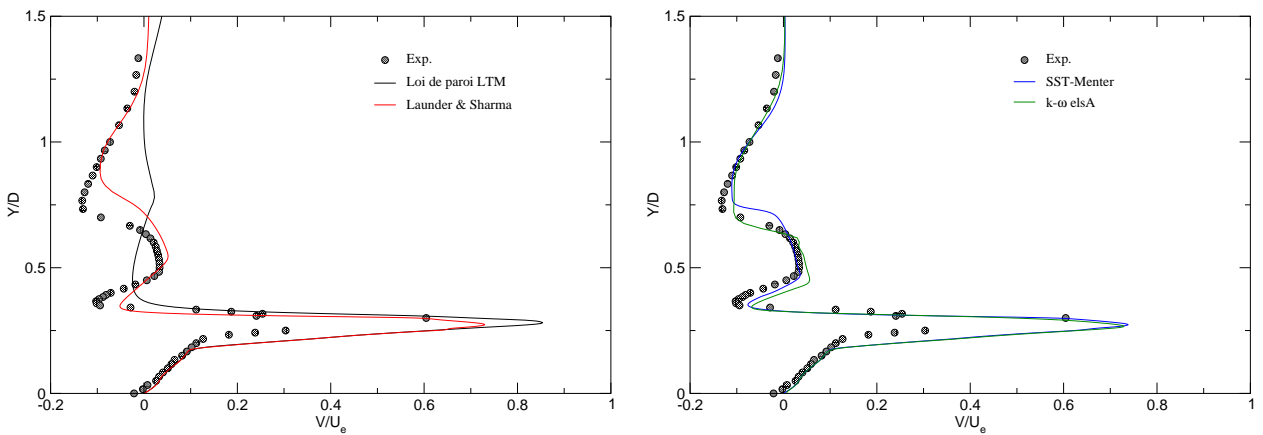 1.5
1
0.5
0
Y/D
-0.2
0
0.2
0.4
0.6
0.8
1
V/Uₑ
Exp.
Loi de paroi LTM
Launder & Sharma
1.5
1
0.5
0
Y/D
-0.2
0
0.2
0.4
0.6
0.8
1
V/Uₑ
Exp.
SST-Menter
k-ω elsA